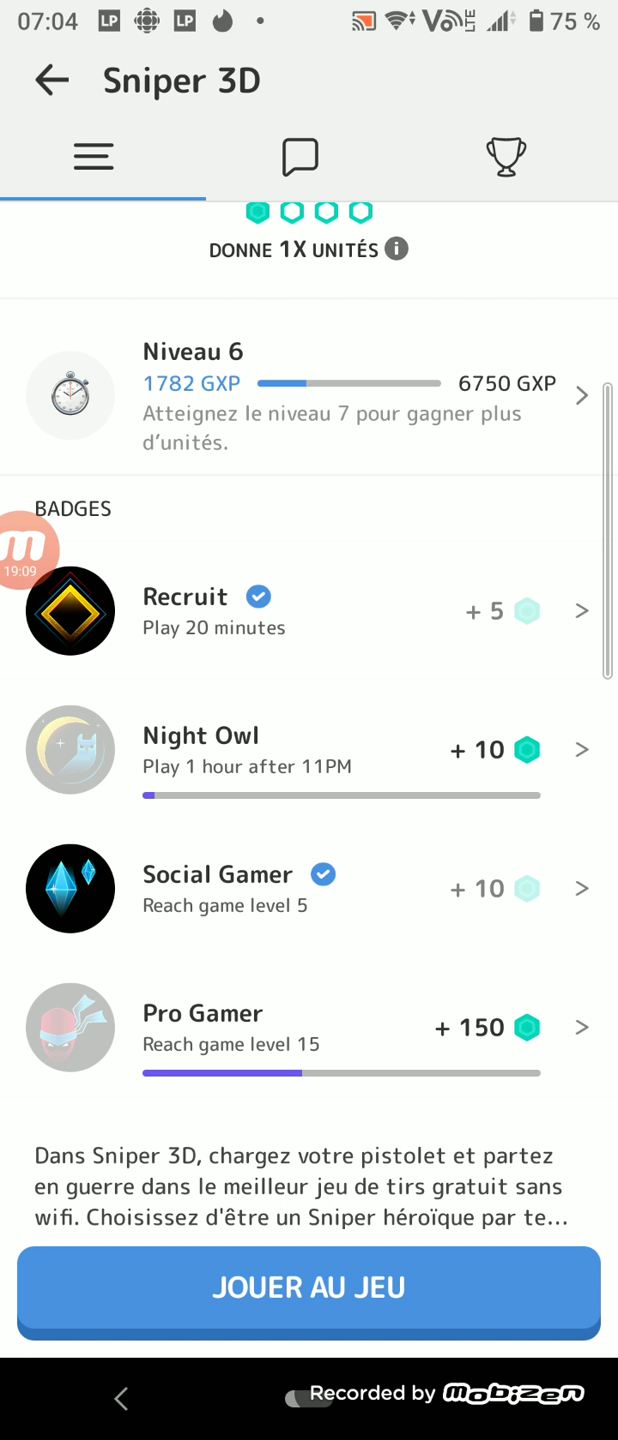 07:04 LP LP VoLTE 75 %
Sniper 3D
DONNE 1X UNITÉS i
Niveau 6
1782 GXP 6750 GXP
Atteignez le niveau 7 pour gagner plus
d'unités.
BADGES
m
19:09
Recruit
+ 5
Play 20 minutes
Night Owl
+ 10
Play 1 hour after 11PM
Social Gamer
+ 10
Reach game level 5
Pro Gamer
+ 150
Reach game level 15
Dans Sniper 3D, chargez votre pistolet et partez
en guerre dans le meilleur jeu de tirs gratuit sans
wifi. Choisissez d'être un Sniper héroïque par te...
JOUER AU JEU
Recorded by mobizen